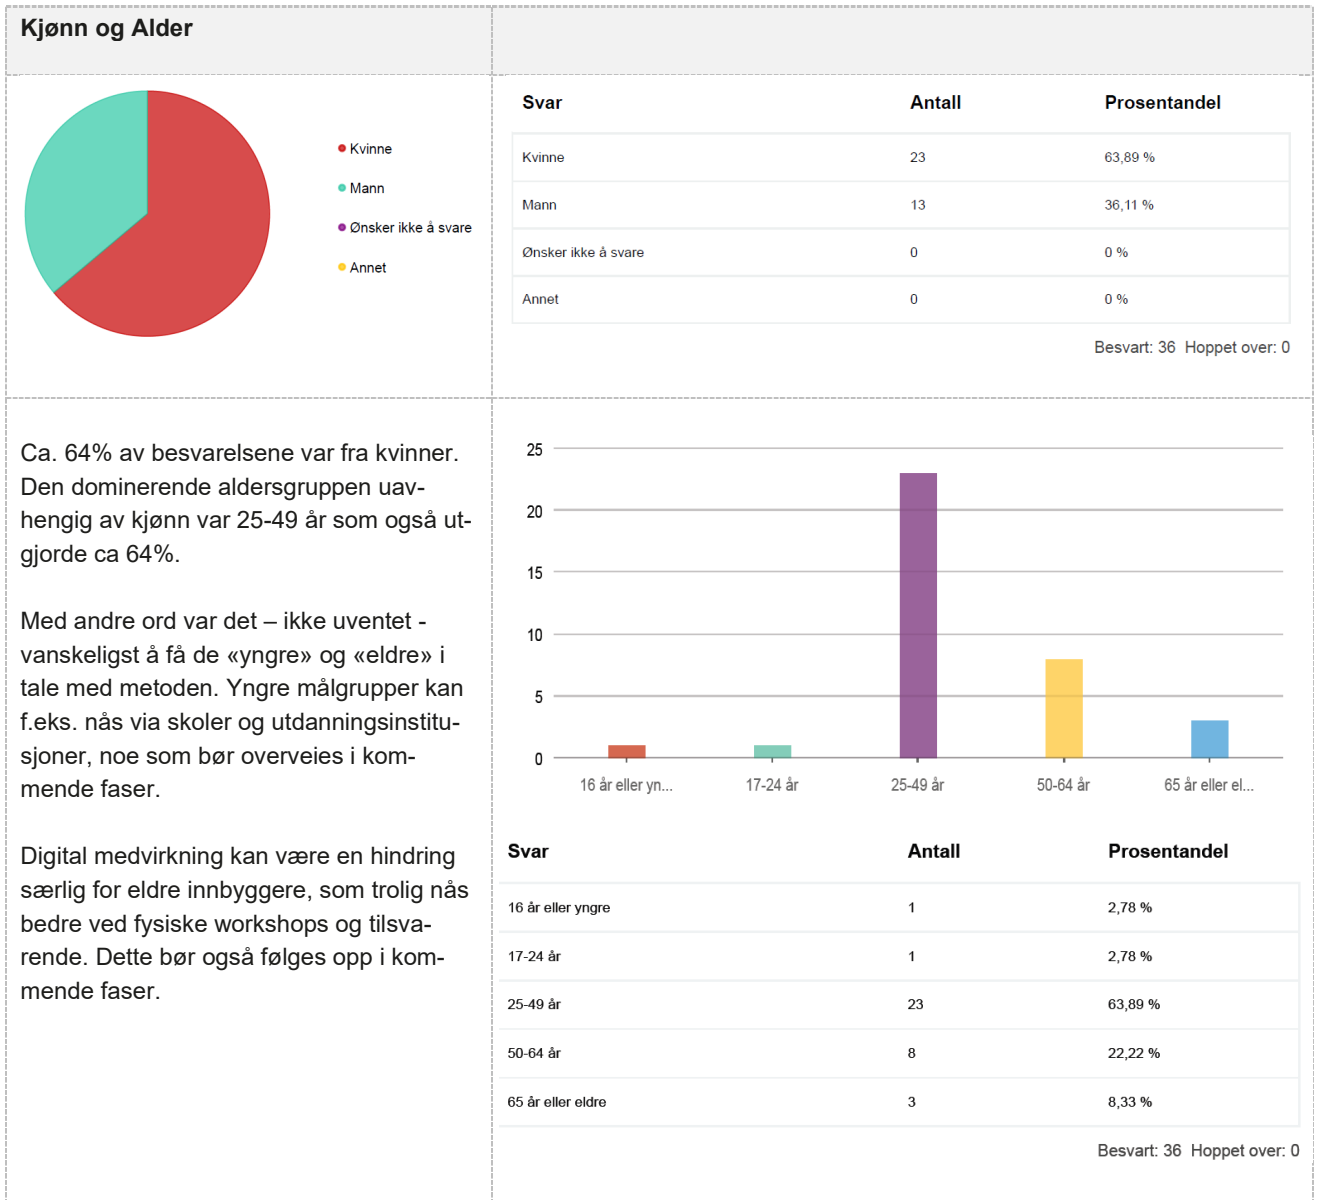 Kjønn og Alder
Kvinne
Mann
Ønsker ikke å svare
Annet
Svar Antall Prosentandel
Kvinne 23 63,89 %
Mann 13 36,11 %
Ønsker ikke å svare 0 0 %
Annet 0 0 %
Besvart: 36 Hoppet over: 0
Ca. 64% av besvarelsene var fra kvinner.
Den dominerende aldersgruppen uav-
hengig av kjønn var 25-49 år som også ut-
gjorde ca 64%.
Med andre ord var det – ikke uventet -
vanskeligst å få de «yngre» og «eldre» i
tale med metoden. Yngre målgrupper kan
f.eks. nås via skoler og utdanningsinstitu-
sjoner, noe som bør overveies i kom-
mende faser.
Digital medvirkning kan være en hindring
særlig for eldre innbyggere, som trolig nås
bedre ved fysiske workshops og tilsva-
rende. Dette bør også følges opp i kom-
mende faser.
25
20
15
10
5
0
16 år eller yn... 17-24 år 25-49 år 50-64 år 65 år eller el...
Svar Antall Prosentandel
16 år eller yngre 1 2,78 %
17-24 år 1 2,78 %
25-49 år 23 63,89 %
50-64 år 8 22,22 %
65 år eller eldre 3 8,33 %
Besvart: 36 Hoppet over: 0